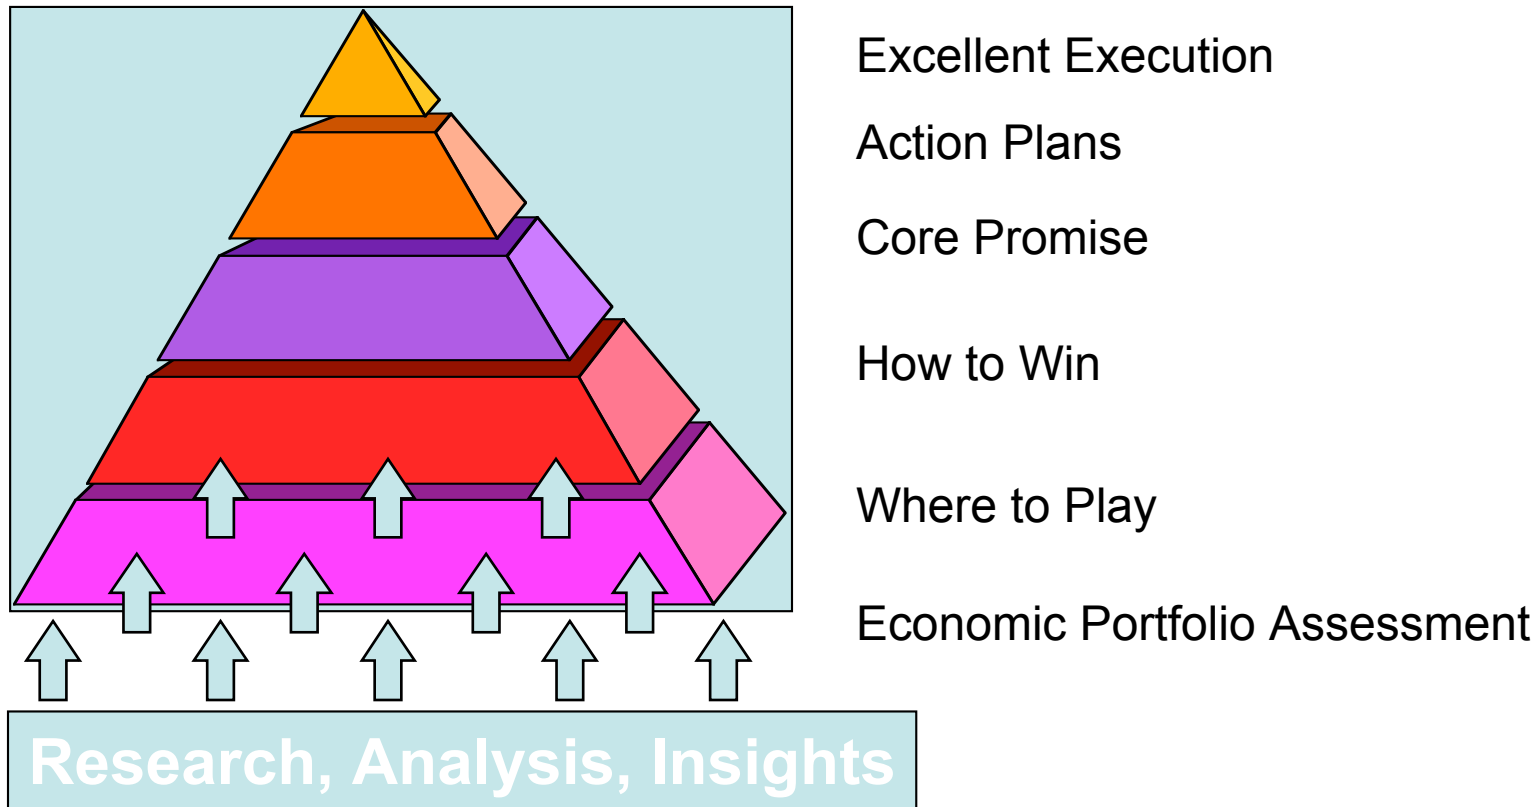 Excellent Execution
Action Plans
Core Promise
How to Win
Where to Play
Economic Portfolio Assessment
Research, Analysis, Insights